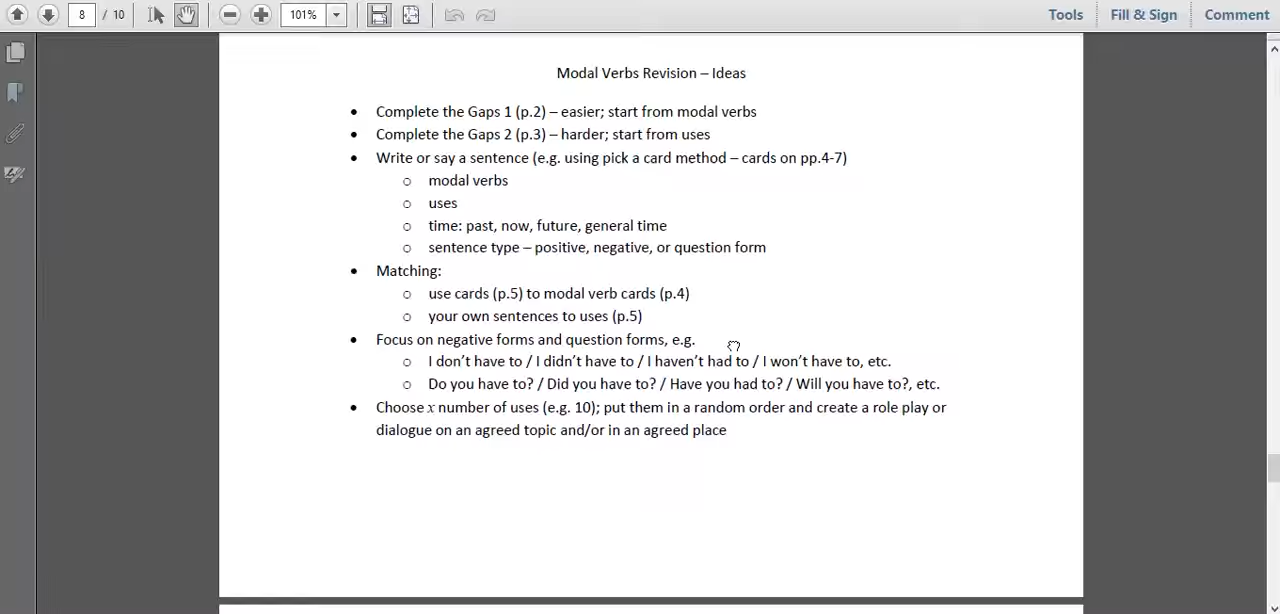 8 / 10 101% Tools Fill & Sign Comment
Modal Verbs Revision – Ideas
• Complete the Gaps 1 (p.2) – easier; start from modal verbs
• Complete the Gaps 2 (p.3) – harder; start from uses
• Write or say a sentence (e.g. using pick a card method – cards on pp.4-7)
o modal verbs
o uses
o time: past, now, future, general time
o sentence type – positive, negative, or question form
• Matching:
o use cards (p.5) to modal verb cards (p.4)
o your own sentences to uses (p.5)
• Focus on negative forms and question forms, e.g.
o I don’t have to / I didn’t have to / I haven’t had to / I won’t have to, etc.
o Do you have to? / Did you have to? / Have you had to? / Will you have to?, etc.
• Choose x number of uses (e.g. 10); put them in a random order and create a role play or
dialogue on an agreed topic and/or in an agreed place